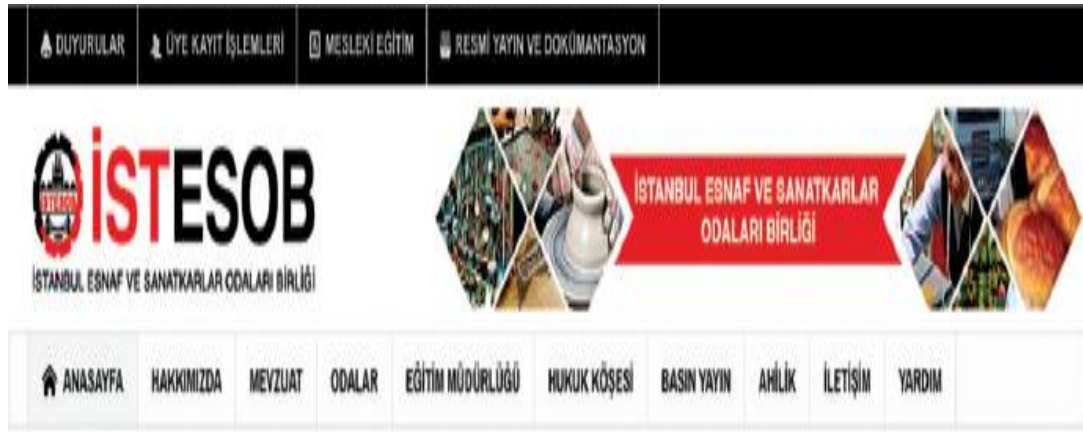 DUYURULAR ÜYE KAYIT İŞLEMLERİ MESLEKİ EĞİTİM RESMİ YAYIN VE DOKÜMANTASYON
İSTESOB
İSTANBUL ESNAF VE SANATKARLAR ODALARI BİRLİĞİ
İSTANBUL ESNAF VE SANATKARLAR
ODALARI BİRLİĞİ
ANASAYFA HAKKIMIZDA MEVZUAT ODALAR EĞİTİM MÜDÜRLÜĞÜ HUKUK KÖŞESİ BASIN YAYIN AHİLİK İLETİŞİM YARDIM